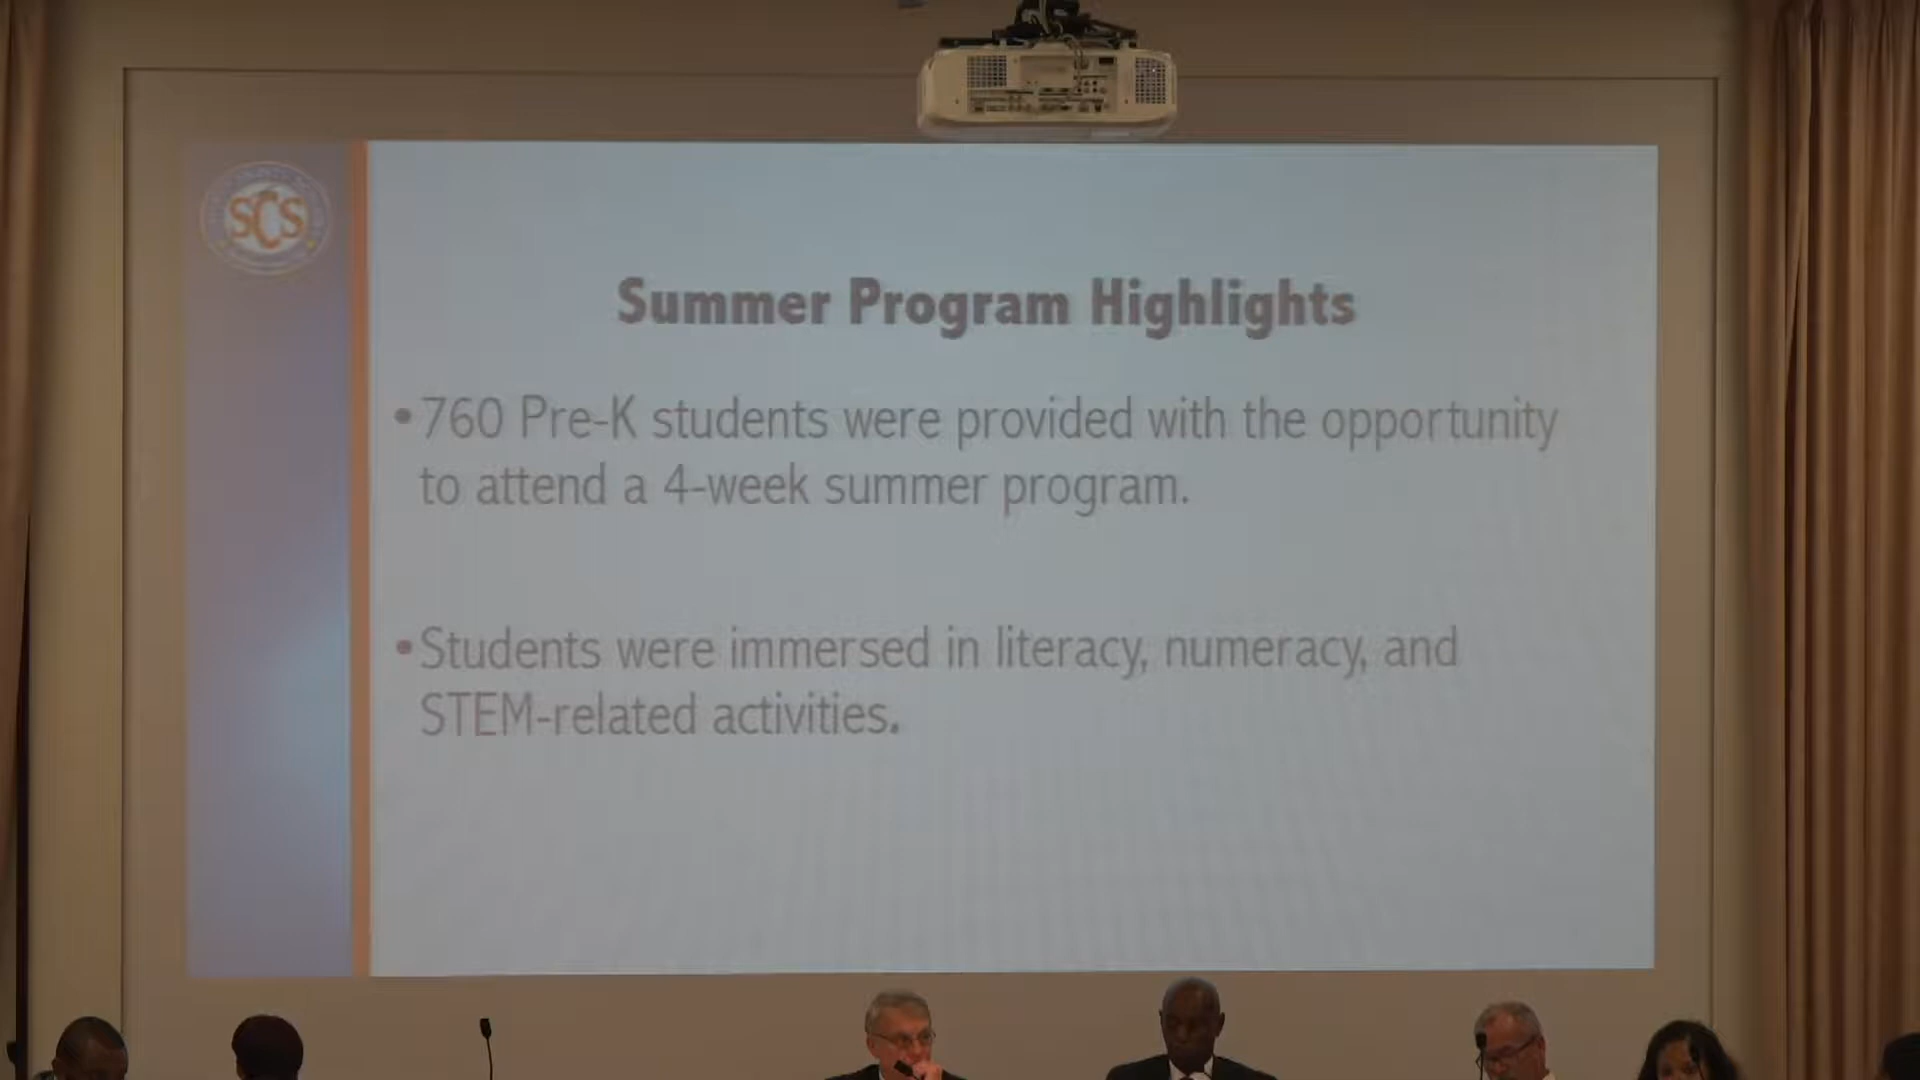 SCS
Summer Program Highlights
•760 Pre-K students were provided with the opportunity
to attend a 4-week summer program.
•Students were immersed in literacy, numeracy, and
STEM-related activities.